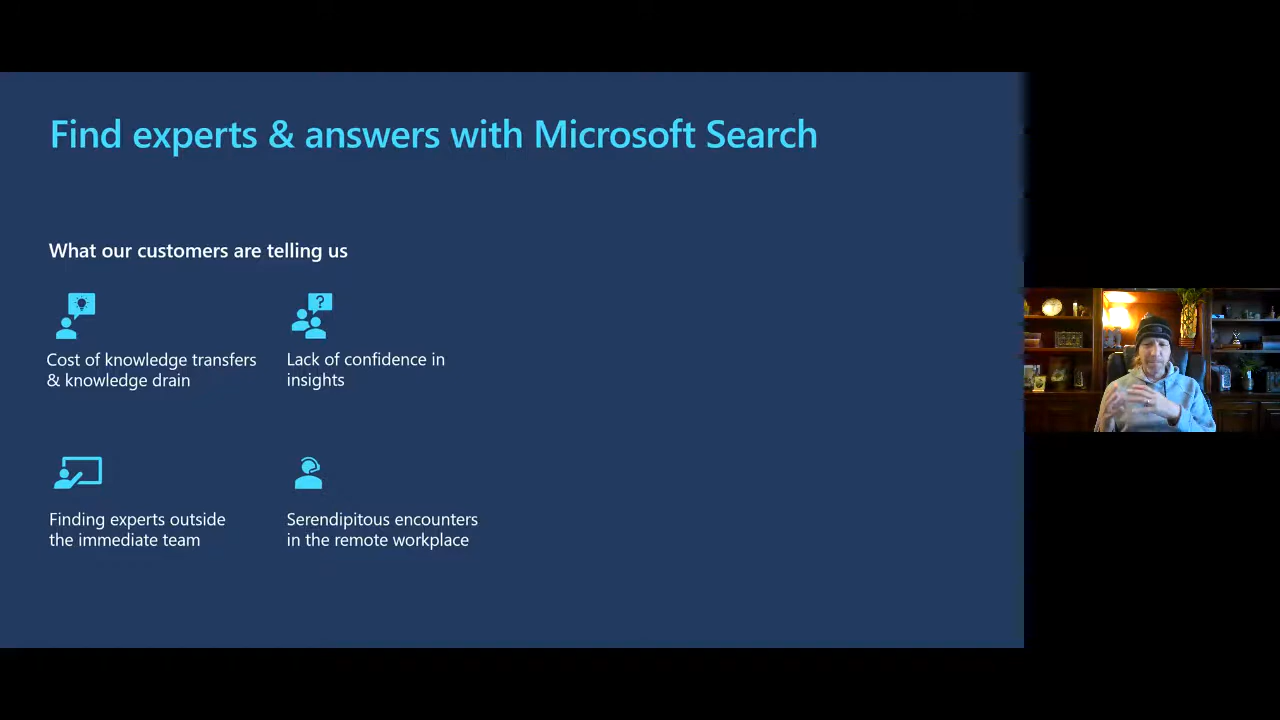 Find experts & answers with Microsoft Search
What our customers are telling us
?
Cost of knowledge transfers
& knowledge drain
Lack of confidence in
insights
Finding experts outside
the immediate team
Serendipitous encounters
in the remote workplace